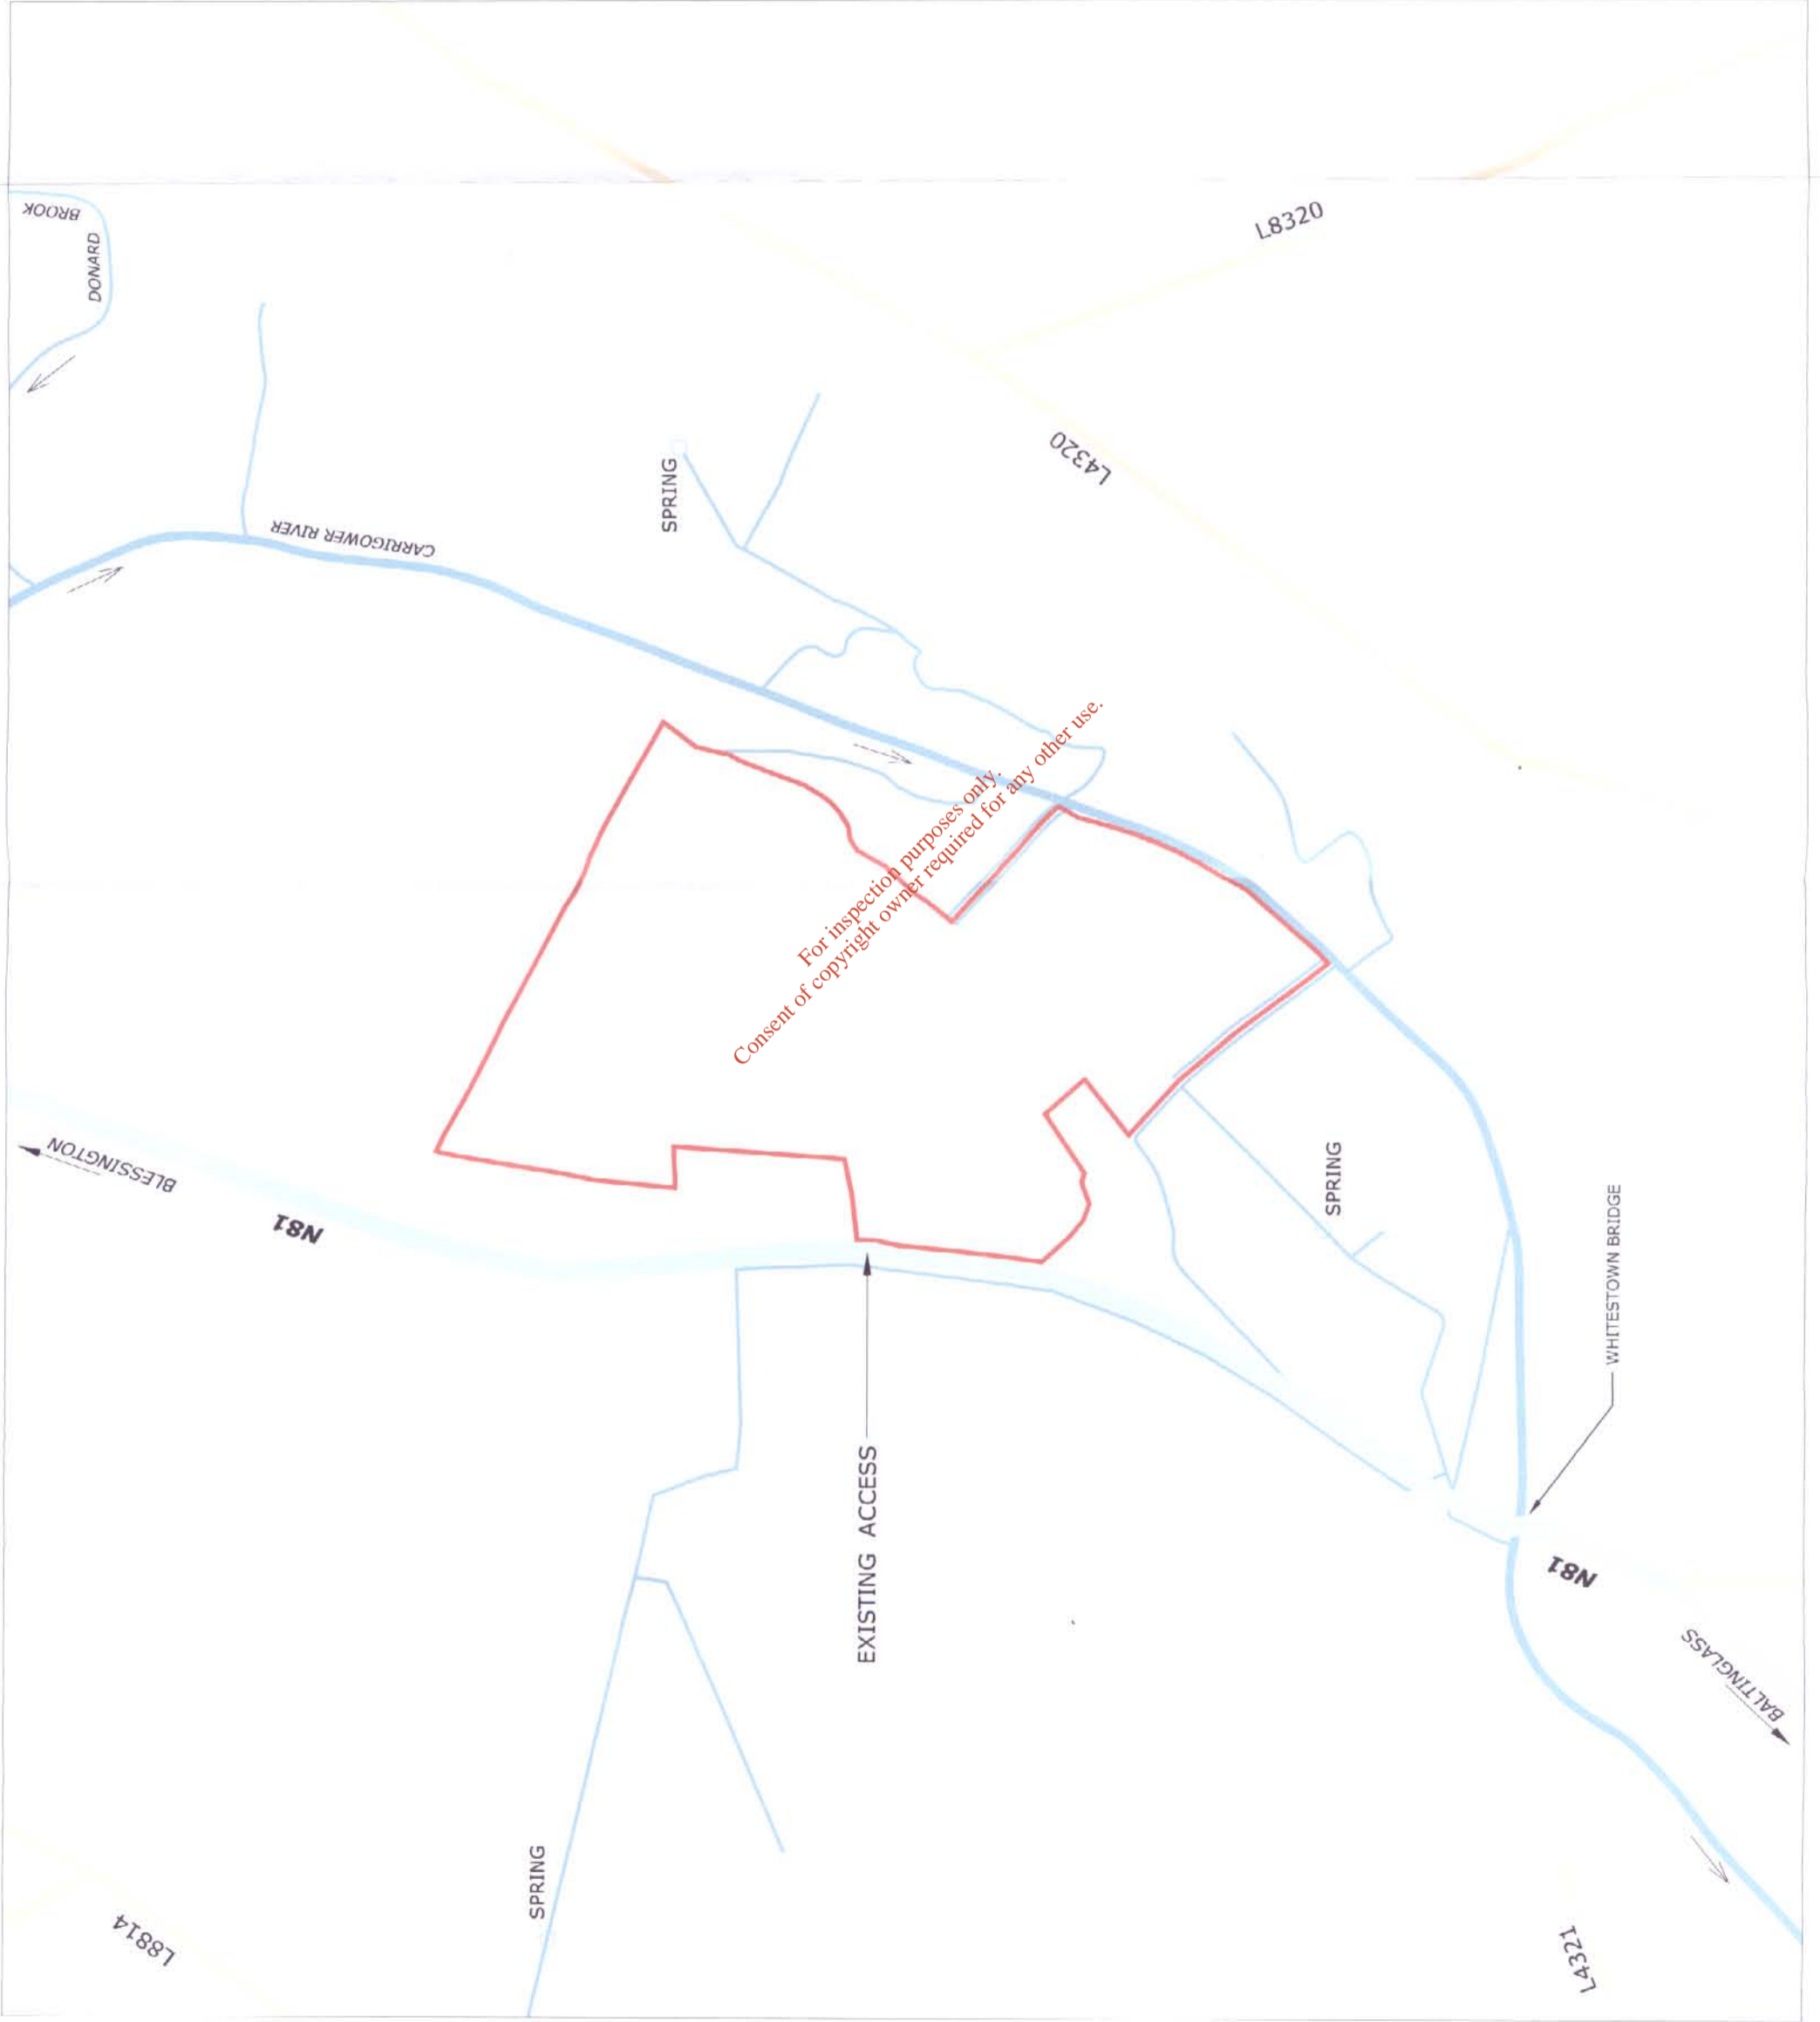 BROOK
DONARD
L8320
L4320
SPRING
CARRIGOWER RIVER
For inspection purposes only.
Consent of copyright owner required for any other use.
BLESSINGTON
N81
SPRING
WHITESTOWN BRIDGE
EXISTING ACCESS
N81
BALTINGLASS
SPRING
L8814
L4321